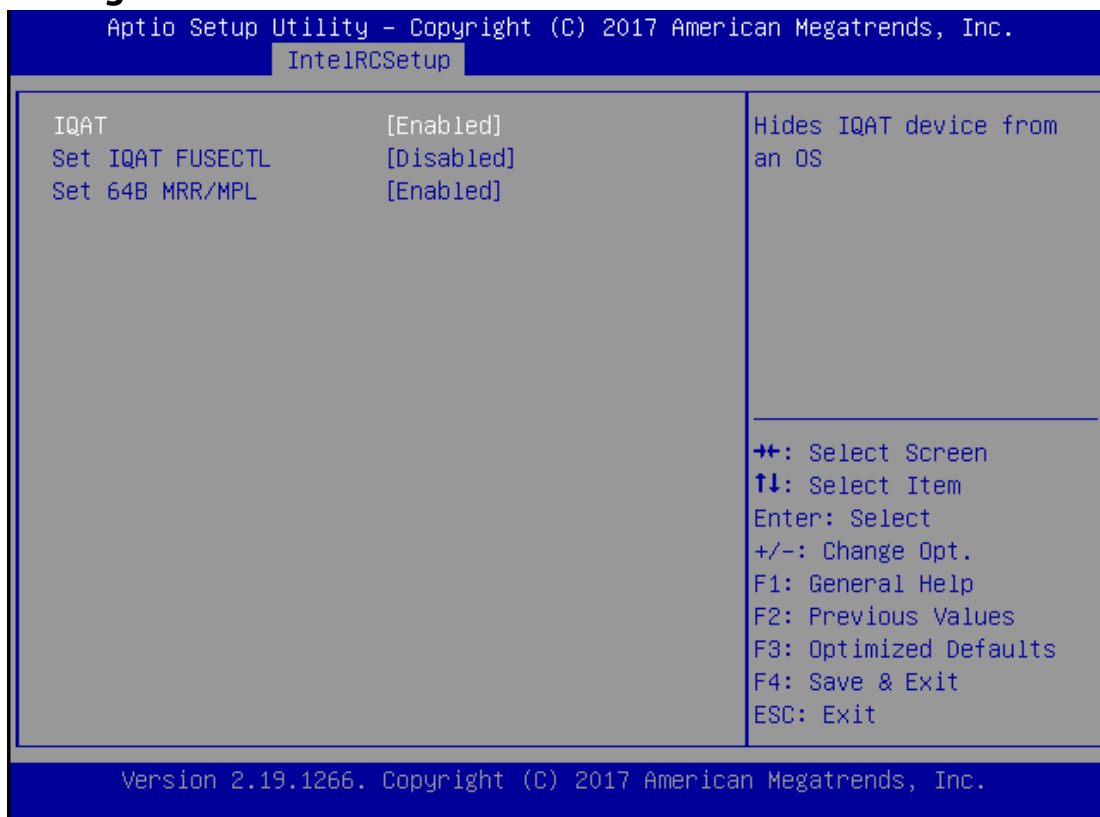 Aptio Setup Utility – Copyright (C) 2017 American Megatrends, Inc.
IntelRCSetup
IQAT [Enabled]
Set IQAT FUSECTL [Disabled]
Set 64B MRR/MPL [Enabled]
Hides IQAT device from
an OS
→←: Select Screen
↑↓: Select Item
Enter: Select
+/-: Change Opt.
F1: General Help
F2: Previous Values
F3: Optimized Defaults
F4: Save & Exit
ESC: Exit
Version 2.19.1266. Copyright (C) 2017 American Megatrends, Inc.